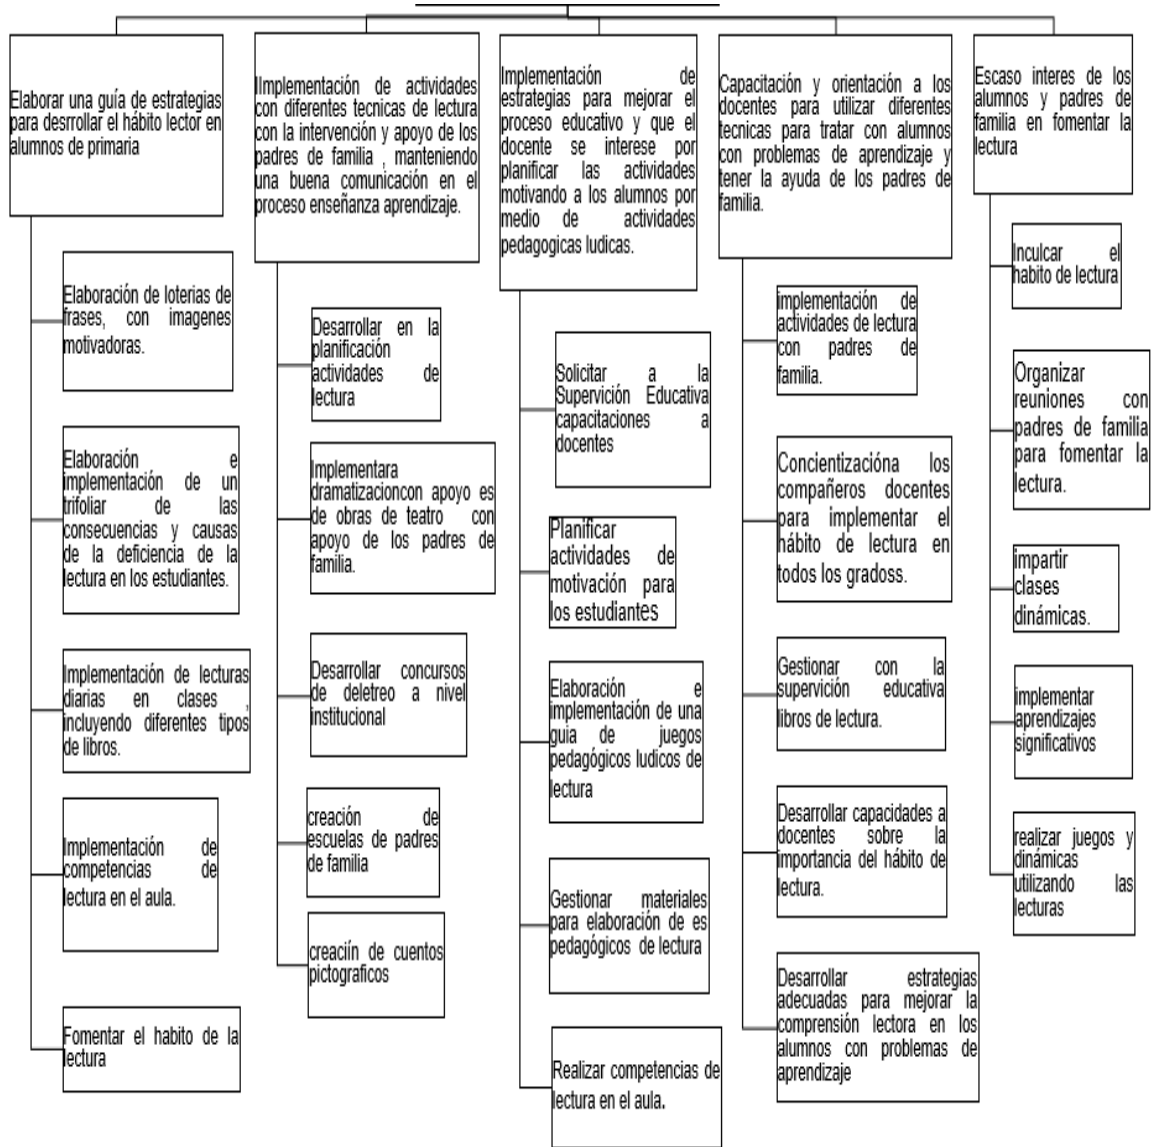 Elaborar una guía de estrategias
para desrrollar el hábito lector en
alumnos de primaria
Elaboración de loterias de
frases, con imagenes
motivadoras.
Elaboración e
implementación de un
trifoliar de las
consecuencias y causas
de la deficiencia de la
lectura en los estudiantes.
Implementación de lecturas
diarias en clases ,
incluyendo diferentes tipos
de libros.
Implementación de
competencias de
lectura en el aula.
Fomentar el habito de la
lectura
IImplementación de actividades
con diferentes tecnicas de lectura
con la intervención y apoyo de los
padres de familia , manteniendo
una buena comunicación en el
proceso enseñanza aprendizaje.
Desarrollar en la
planificación
actividades de
lectura
Implementara
dramatizacioncon apoyo es
de obras de teatro con
apoyo de los padres de
familia.
Desarrollar concursos
de deletreo a nivel
institucional
creación de
escuelas de padres
de familia
creaciín de cuentos
pictograficos
Implementación de
estrategias para mejorar el
proceso educativo y que el
docente se interese por
planificar las actividades
motivando a los alumnos por
medio de actividades
pedagogicas ludicas.
Solicitar a la
Supervición Educativa
capacitaciones a
docentes
Planificar
actividades de
motivación para
los estudiantes
Elaboración e
implementación de una
guia de juegos
pedagógicos ludicos de
lectura
Gestionar materiales
para elaboración de es
pedagógicos de lectura
Realizar competencias de
lectura en el aula.
Capacitación y orientación a los
docentes para utilizar diferentes
tecnicas para tratar con alumnos
con problemas de aprendizaje y
tener la ayuda de los padres de
familia.
implementación de
actividades de lectura
con padres de
familia.
Concientizacióna los
compañeros docentes
para implementar el
hábito de lectura en
todos los gradoss.
Gestionar con la
supervición educativa
libros de lectura.
Desarrollar capacidades a
docentes sobre la
importancia del hábito de
lectura.
Desarrollar estrategias
adecuadas para mejorar la
comprensión lectora en los
alumnos con problemas de
aprendizaje
Escaso interes de los
alumnos y padres de
familia en fomentar la
lectura
Inculcar el
habito de lectura
Organizar
reuniones con
padres de familia
para fomentar la
lectura.
impartir
clases
dinámicas.
implementar
aprendizajes
significativos
realizar juegos y
dinámicas
utilizando las
lecturas